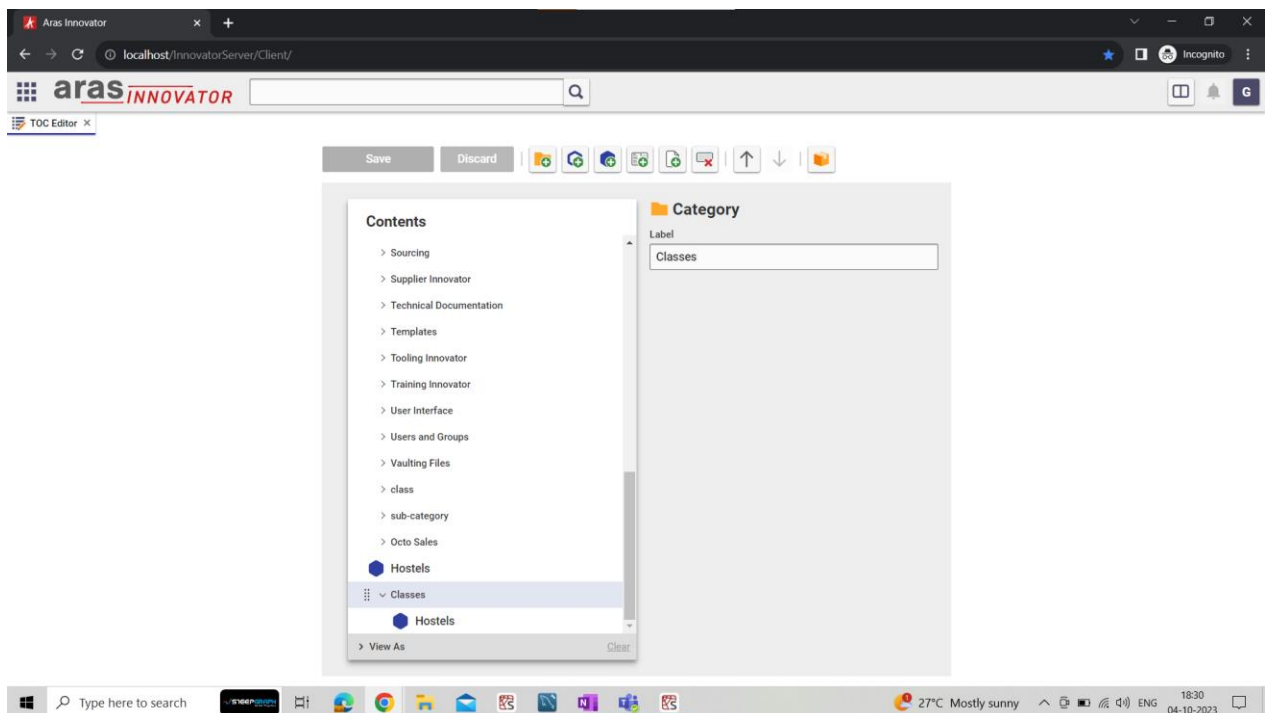 Aras Innovator
localhost/InnovatorServer/Client/
Incognito
aras INNOVATOR
G
TOC Editor
Save
Discard
Contents
Sourcing
Supplier Innovator
Technical Documentation
Templates
Tooling Innovator
Training Innovator
User Interface
Users and Groups
Vaulting Files
class
sub-category
Octo Sales
Hostels
Classes
Hostels
View As
Clear
Category
Label
Classes
Type here to search
27°C Mostly sunny
ENG
18:30
04-10-2023